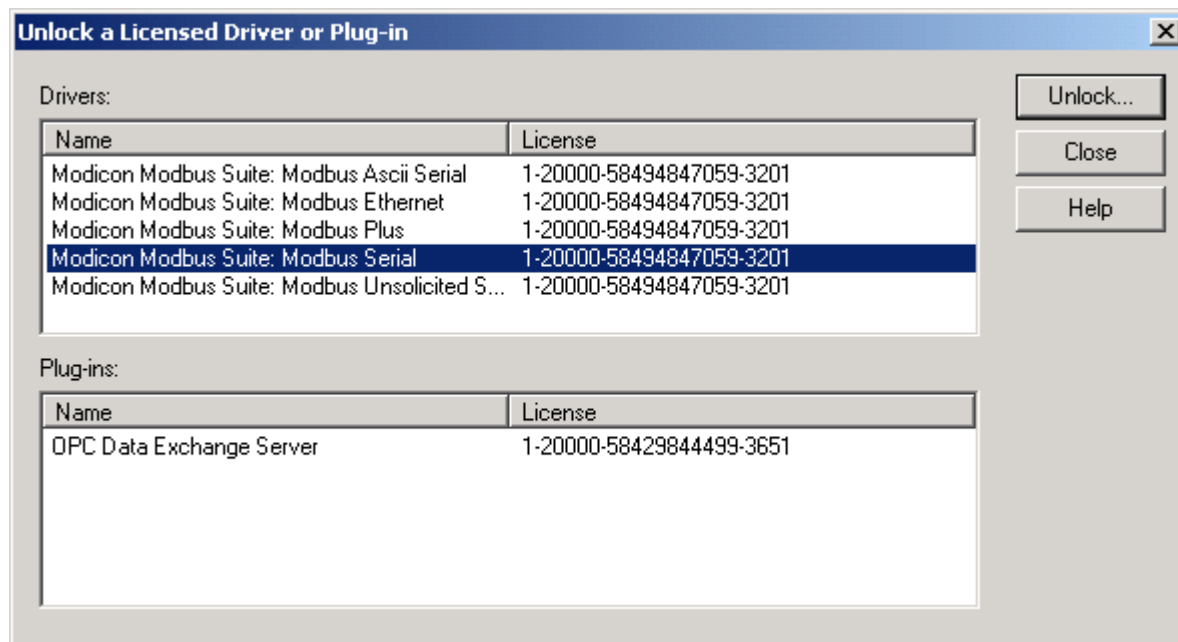 Unlock a Licensed Driver or Plug-in
Drivers:
Unlock...
Name License
Close
Modicon Modbus Suite: Modbus Ascii Serial 1-20000-58494847059-3201
Modicon Modbus Suite: Modbus Ethernet 1-20000-58494847059-3201
Help
Modicon Modbus Suite: Modbus Plus 1-20000-58494847059-3201
Modicon Modbus Suite: Modbus Serial 1-20000-58494847059-3201
Modicon Modbus Suite: Modbus Unsolicited S... 1-20000-58494847059-3201
Plug-ins:
Name License
OPC Data Exchange Server 1-20000-58429844499-3651